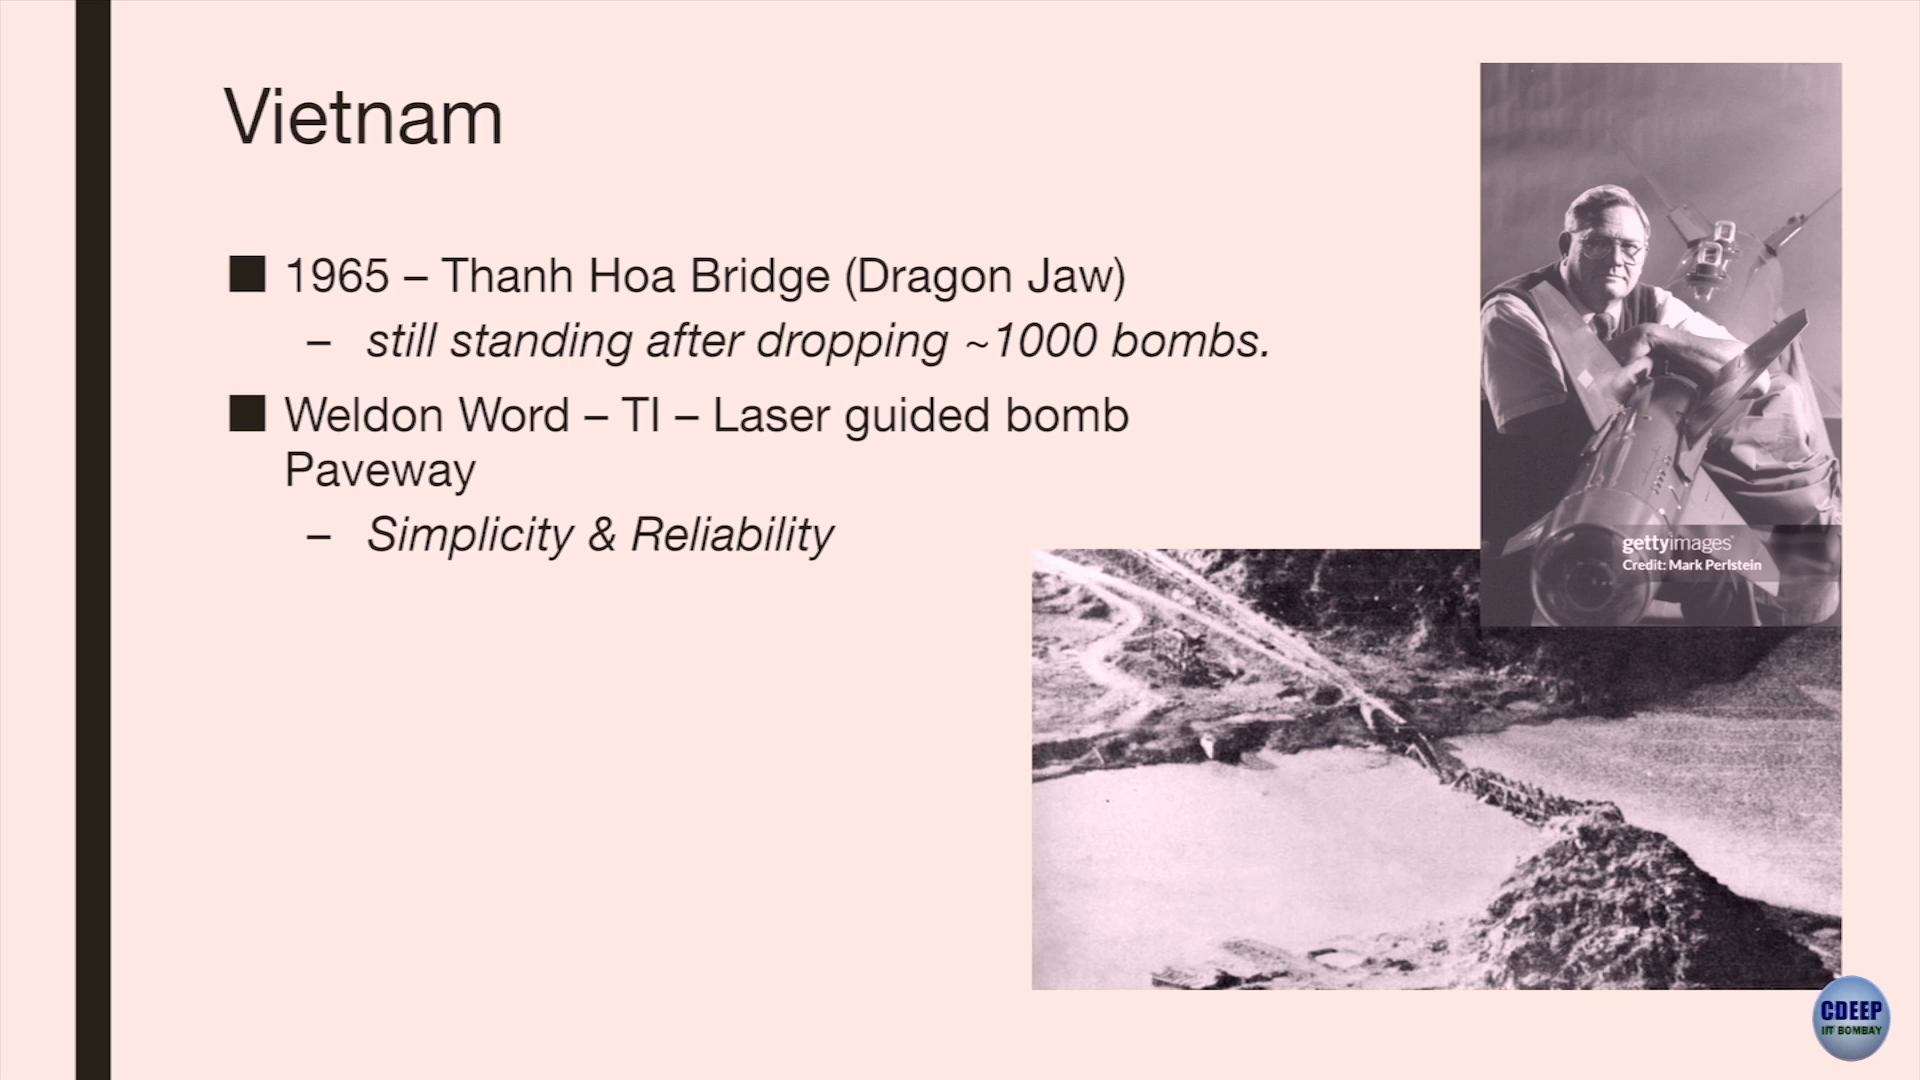 Vietnam
■ 1965 – Thanh Hoa Bridge (Dragon Jaw)
– still standing after dropping ~1000 bombs.
■ Weldon Word – TI – Laser guided bomb
Paveway
– Simplicity & Reliability
gettyimages
Credit: Mark Perlstein
CDEEP
IIT BOMBAY